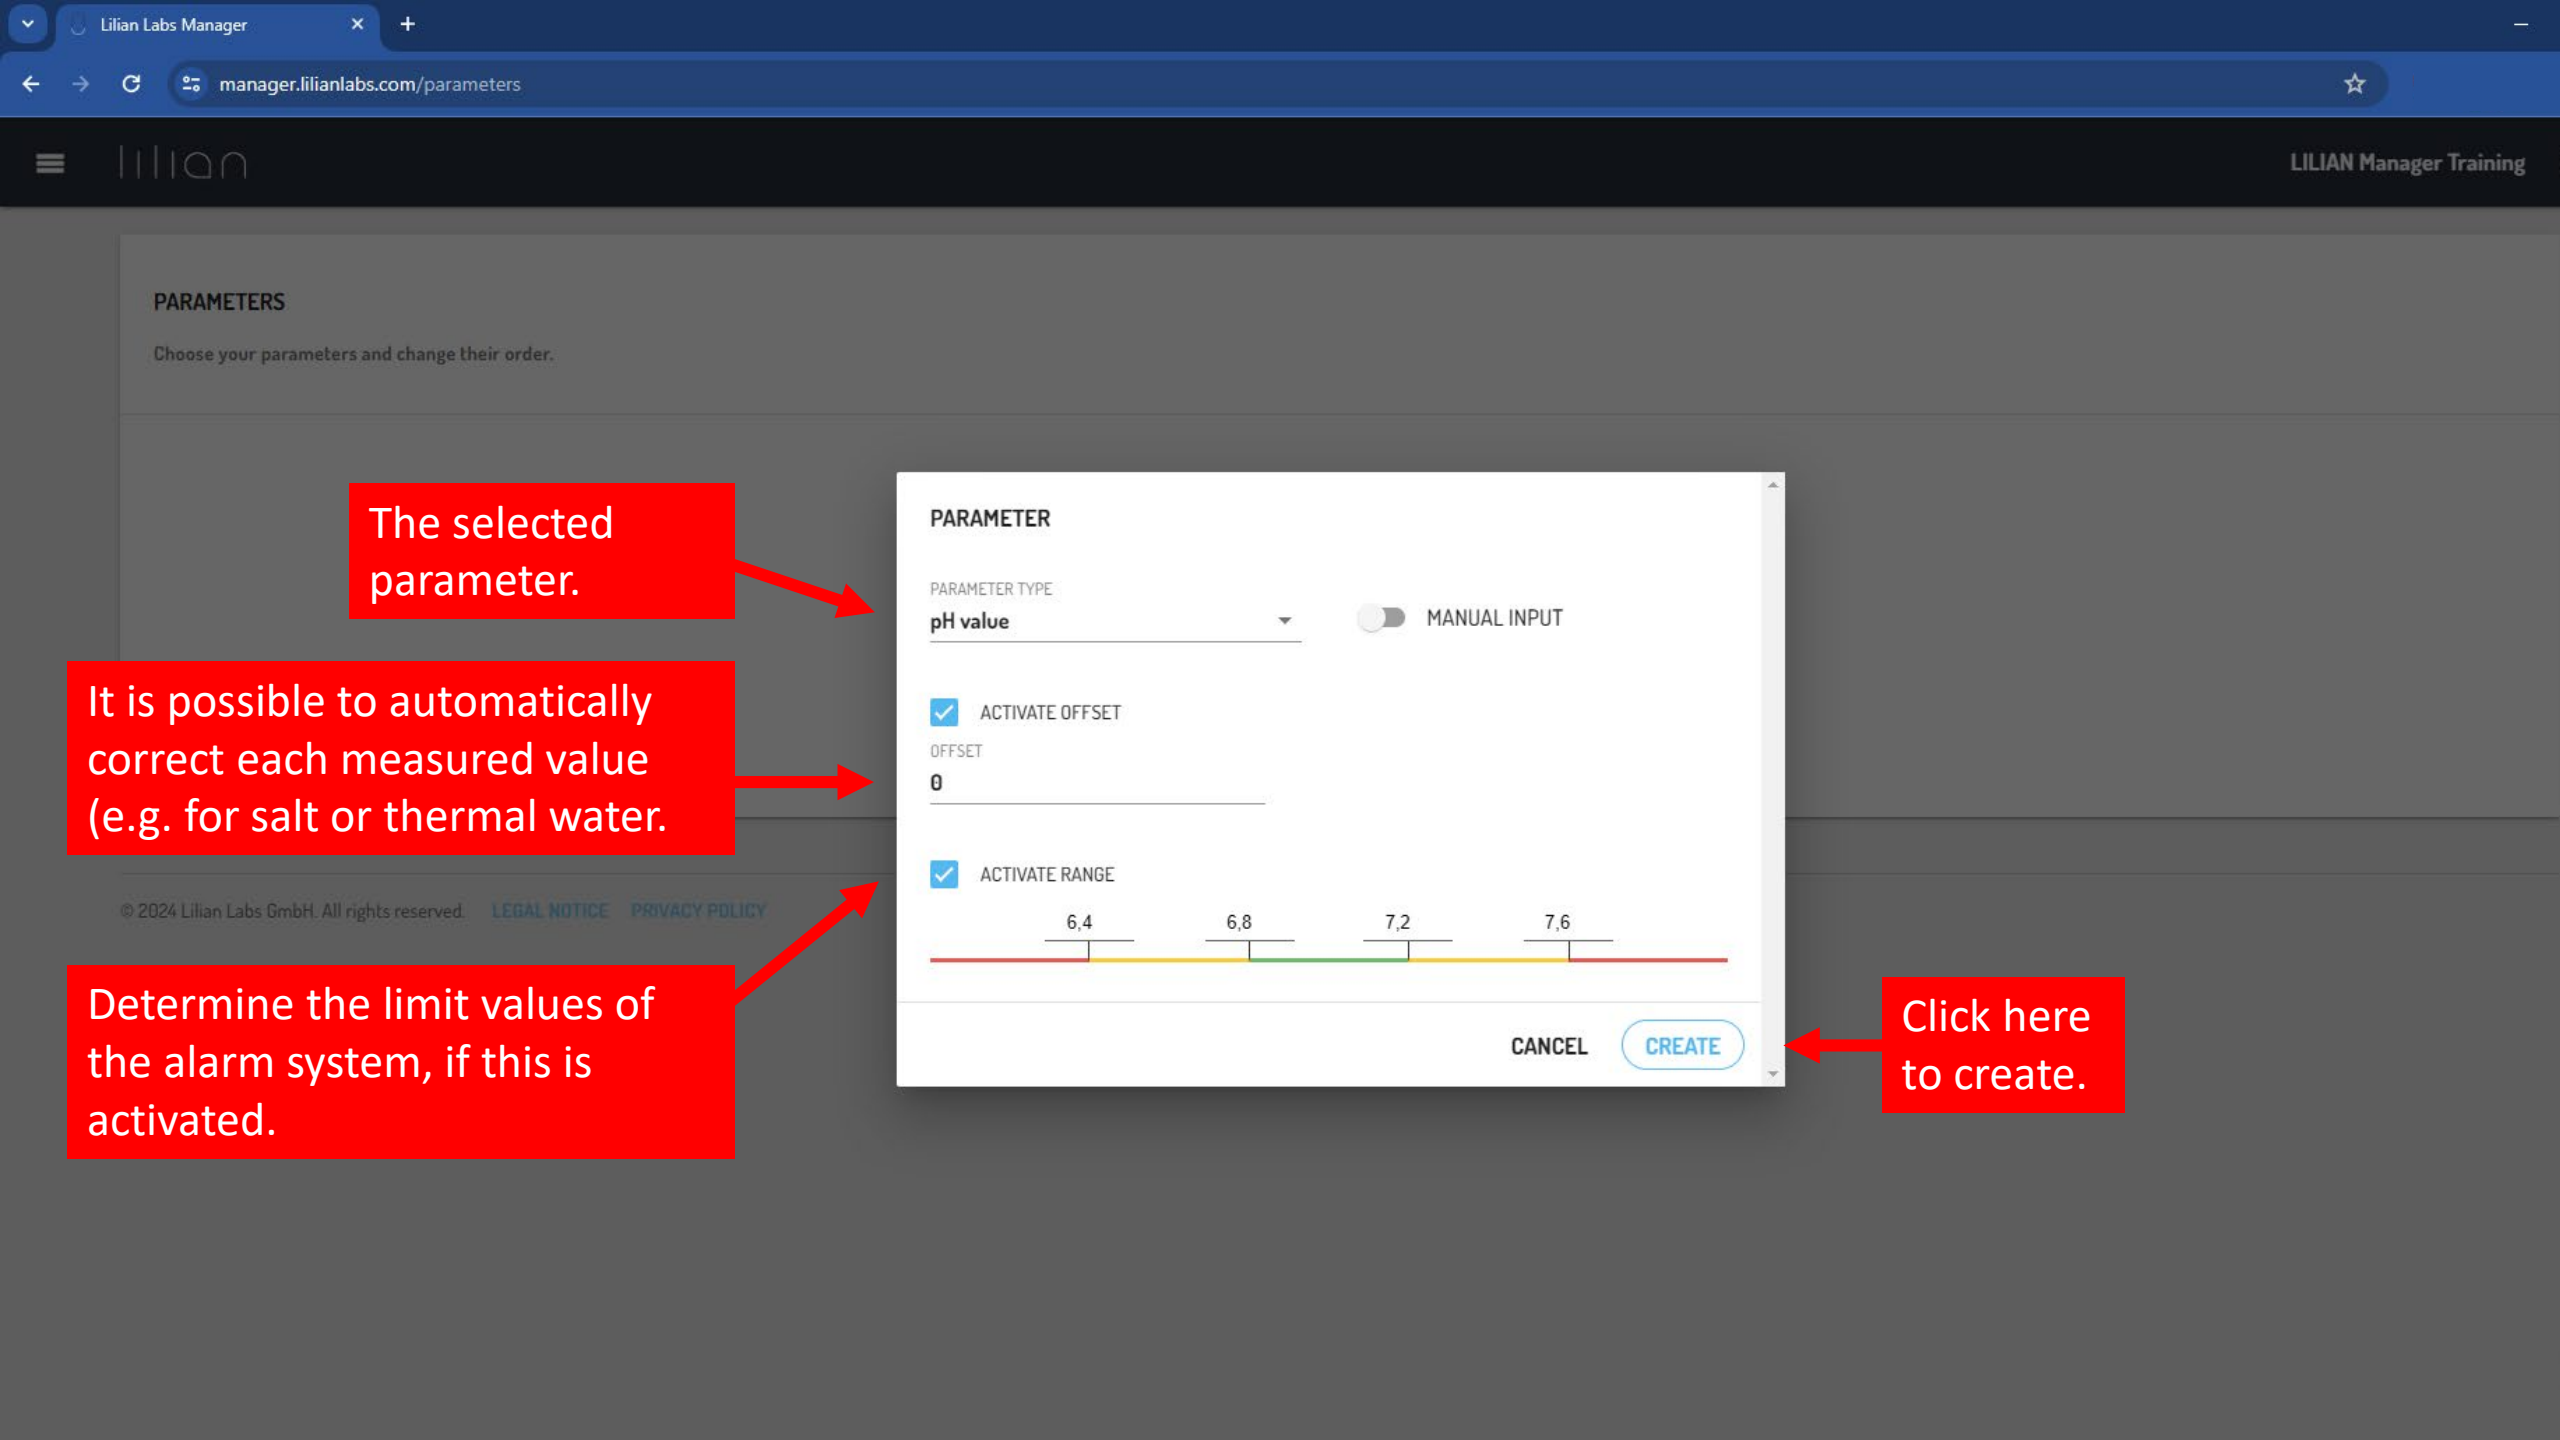 Lilian Labs Manager
manager.lilianlabs.com/parameters
lilian
LILIAN Manager Training
PARAMETERS
Choose your parameters and change their order.
The selected
parameter.
PARAMETER
PARAMETER TYPE
pH value
MANUAL INPUT
It is possible to automatically
correct each measured value
(e.g. for salt or thermal water.
ACTIVATE OFFSET
OFFSET
0
ACTIVATE RANGE
6,4 6,8 7,2 7,6
© 2024 Lilian Labs GmbH. All rights reserved. LEGAL NOTICE PRIVACY POLICY
Determine the limit values of
the alarm system, if this is
activated.
CANCEL CREATE
Click here
to create.